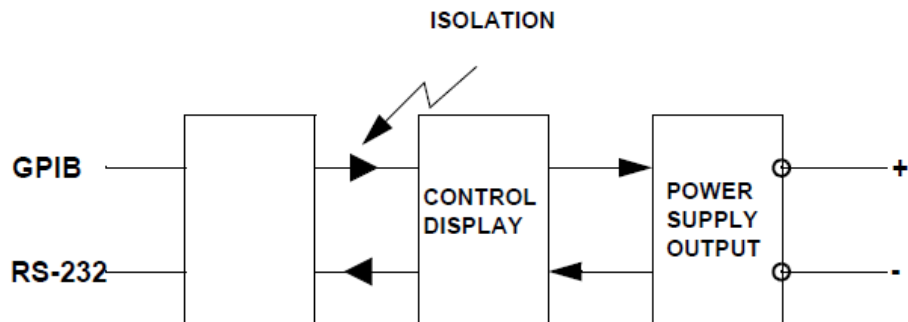 ISOLATION
GPIB
RS-232
CONTROL
DISPLAY
POWER
SUPPLY
OUTPUT
+
-